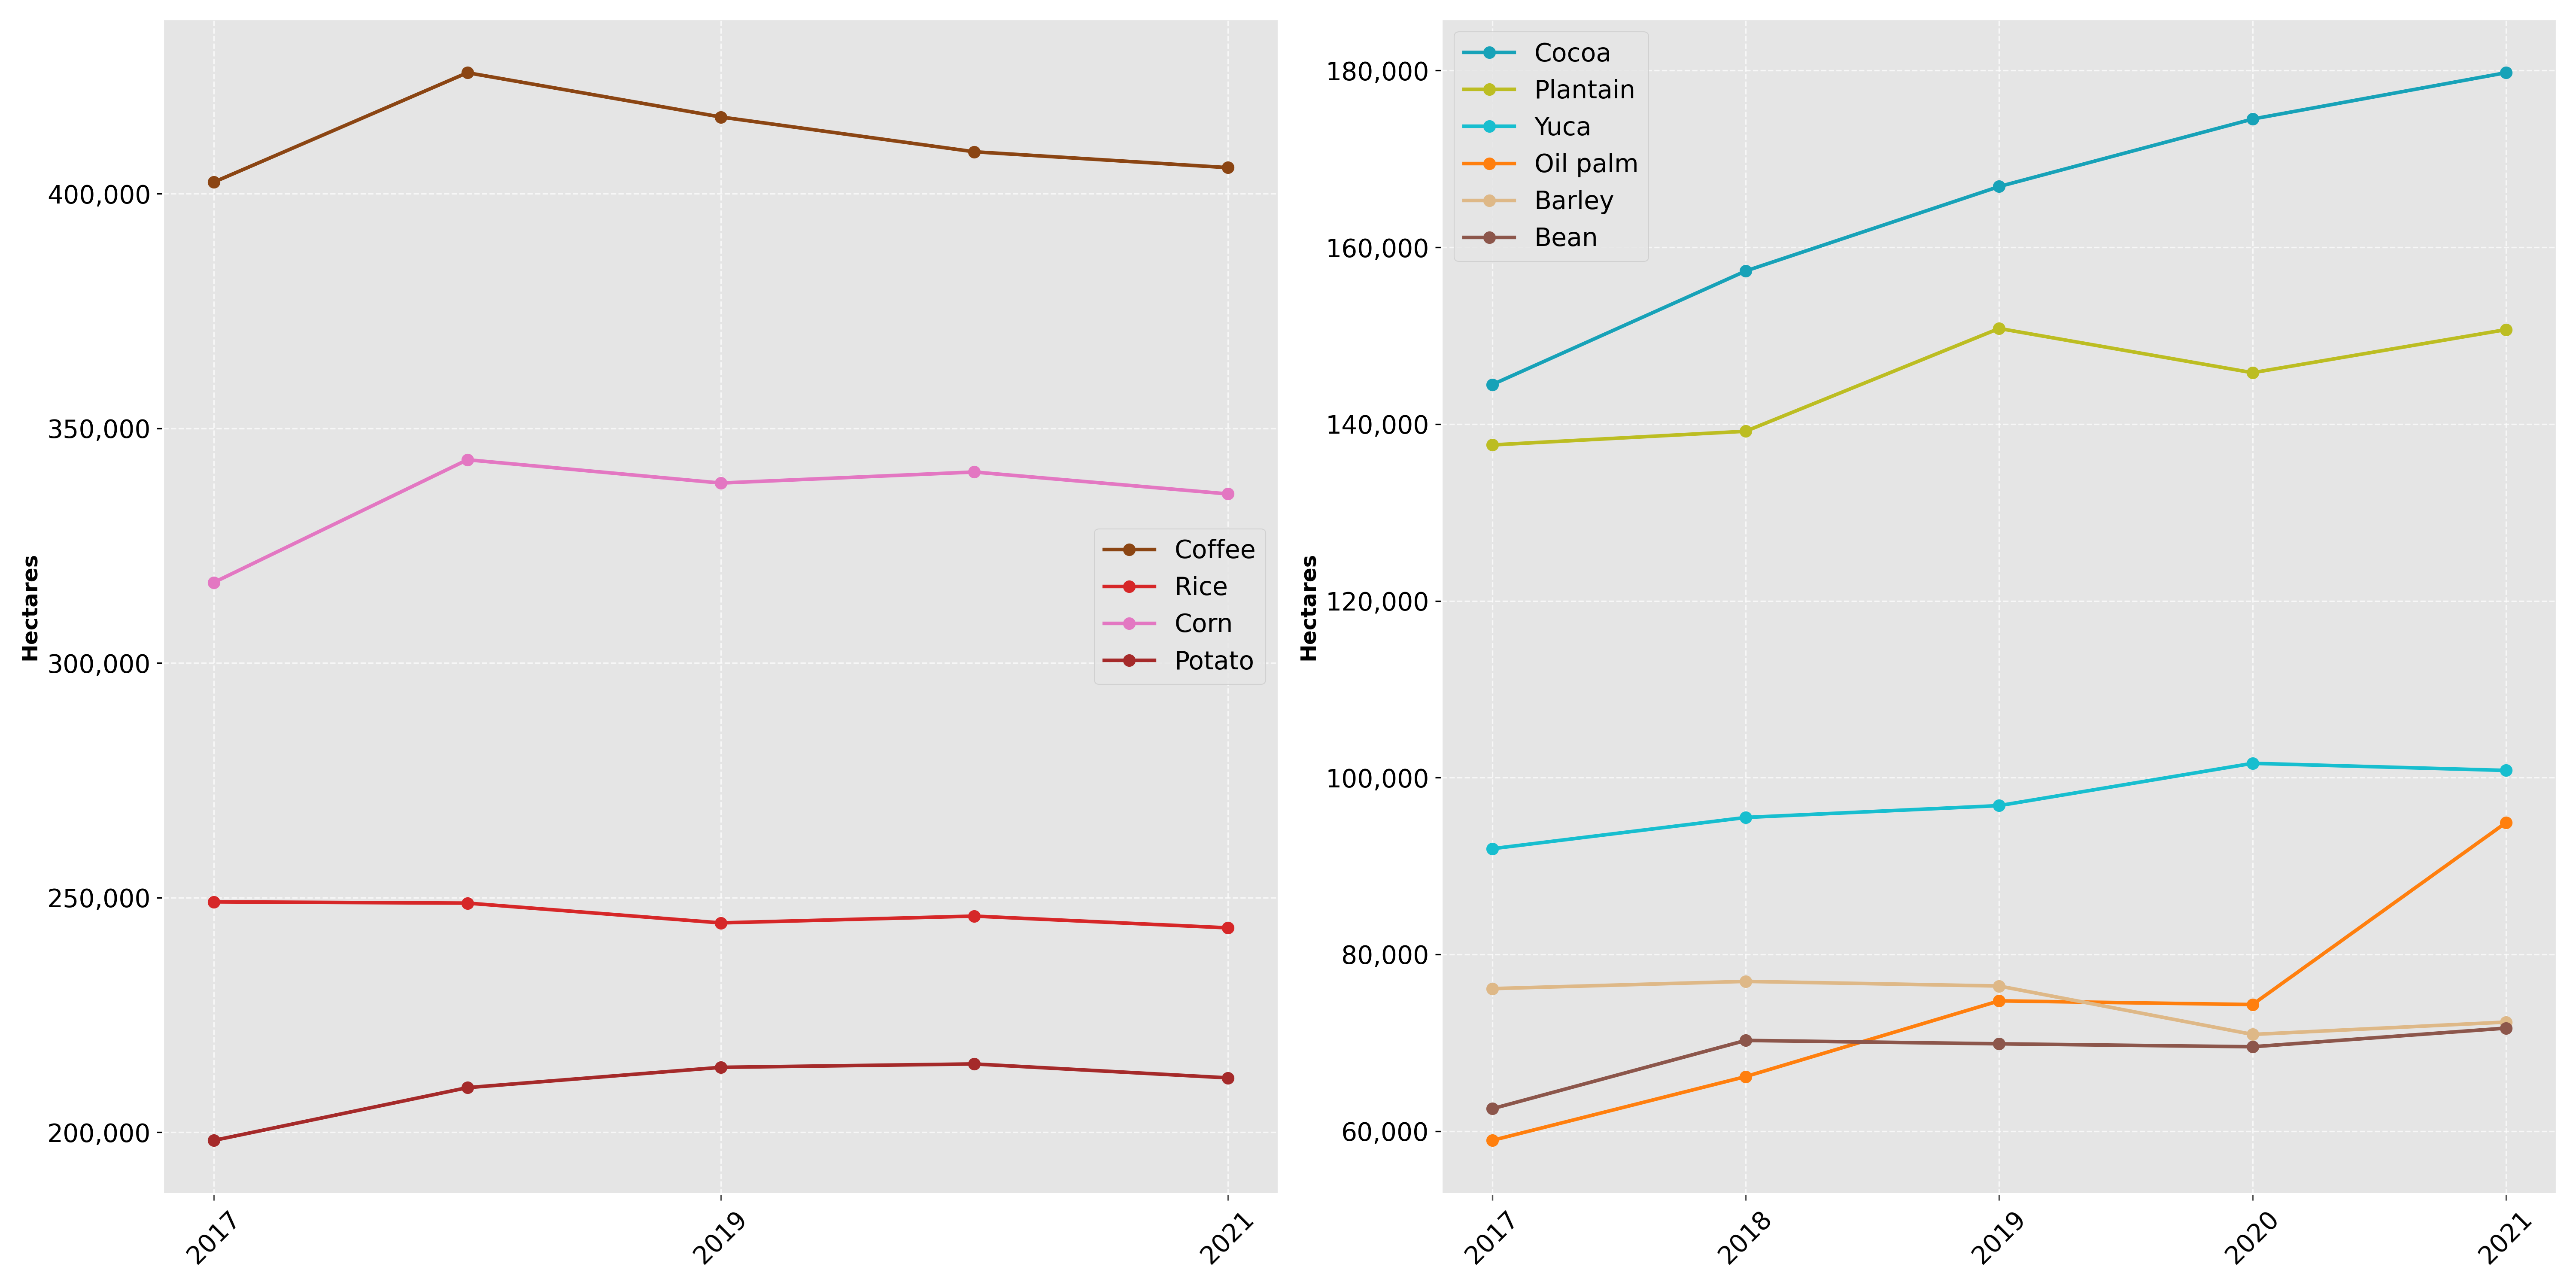 Hectares
400,000
350,000
300,000
250,000
200,000
Coffee
Rice
Corn
Potato
2017
2019
2021
Hectares
180,000
160,000
140,000
120,000
100,000
80,000
60,000
Cocoa
Plantain
Yuca
Oil palm
Barley
Bean
2017
2018
2019
2020
2021